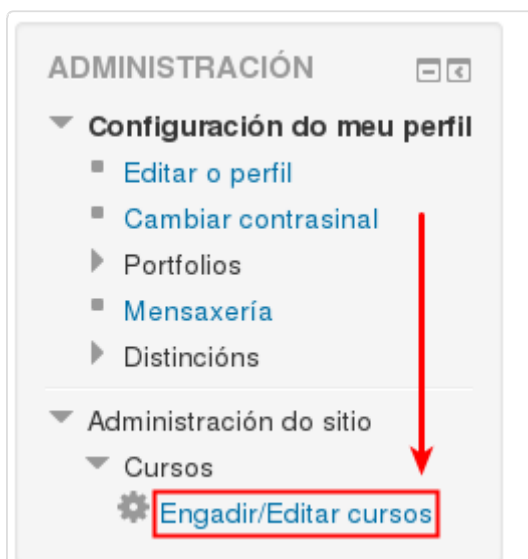 ADMINISTRACIÓN
Configuración do meu perfil
Editar o perfil
Cambiar contrasinal
Portfolios
Mensaxería
Distincións
Administración do sitio
Cursos
Engadir/Editar cursos